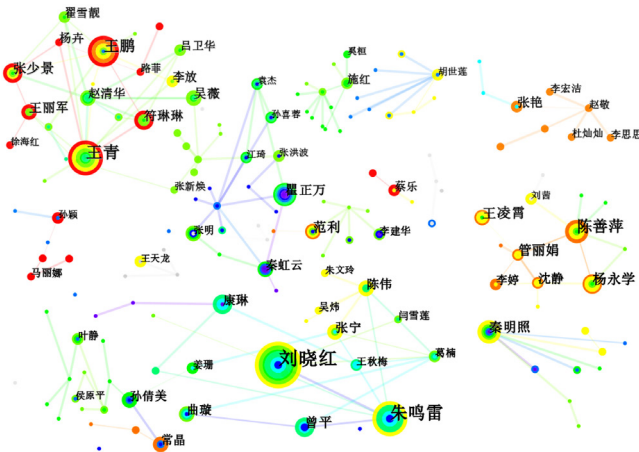 翟雪靓
杨卉
王鹏
吕卫华
路菲
张少景
李放
赵清华
吴薇
王丽军
符琳琳
徐海红
王青
袁杰
孙喜蓉
江琦
张洪波
张新焕
瞿正万
施红
胡世莲
张艳
李宏洁
赵敬
杜灿灿
李思思
孙颖
张明
蔡乐
范利
李建华
王凌霄
刘茜
陈善萍
管丽娟
李婷
沈静
杨永学
马丽娜
王天龙
秦虹云
朱文玲
陈伟
康琳
吴炜
张宁
闫雪莲
秦明照
叶静
姜珊
刘晓红
王秋梅
葛楠
侯原平
孙倩美
曲璇
曾平
朱鸣雷
常晶